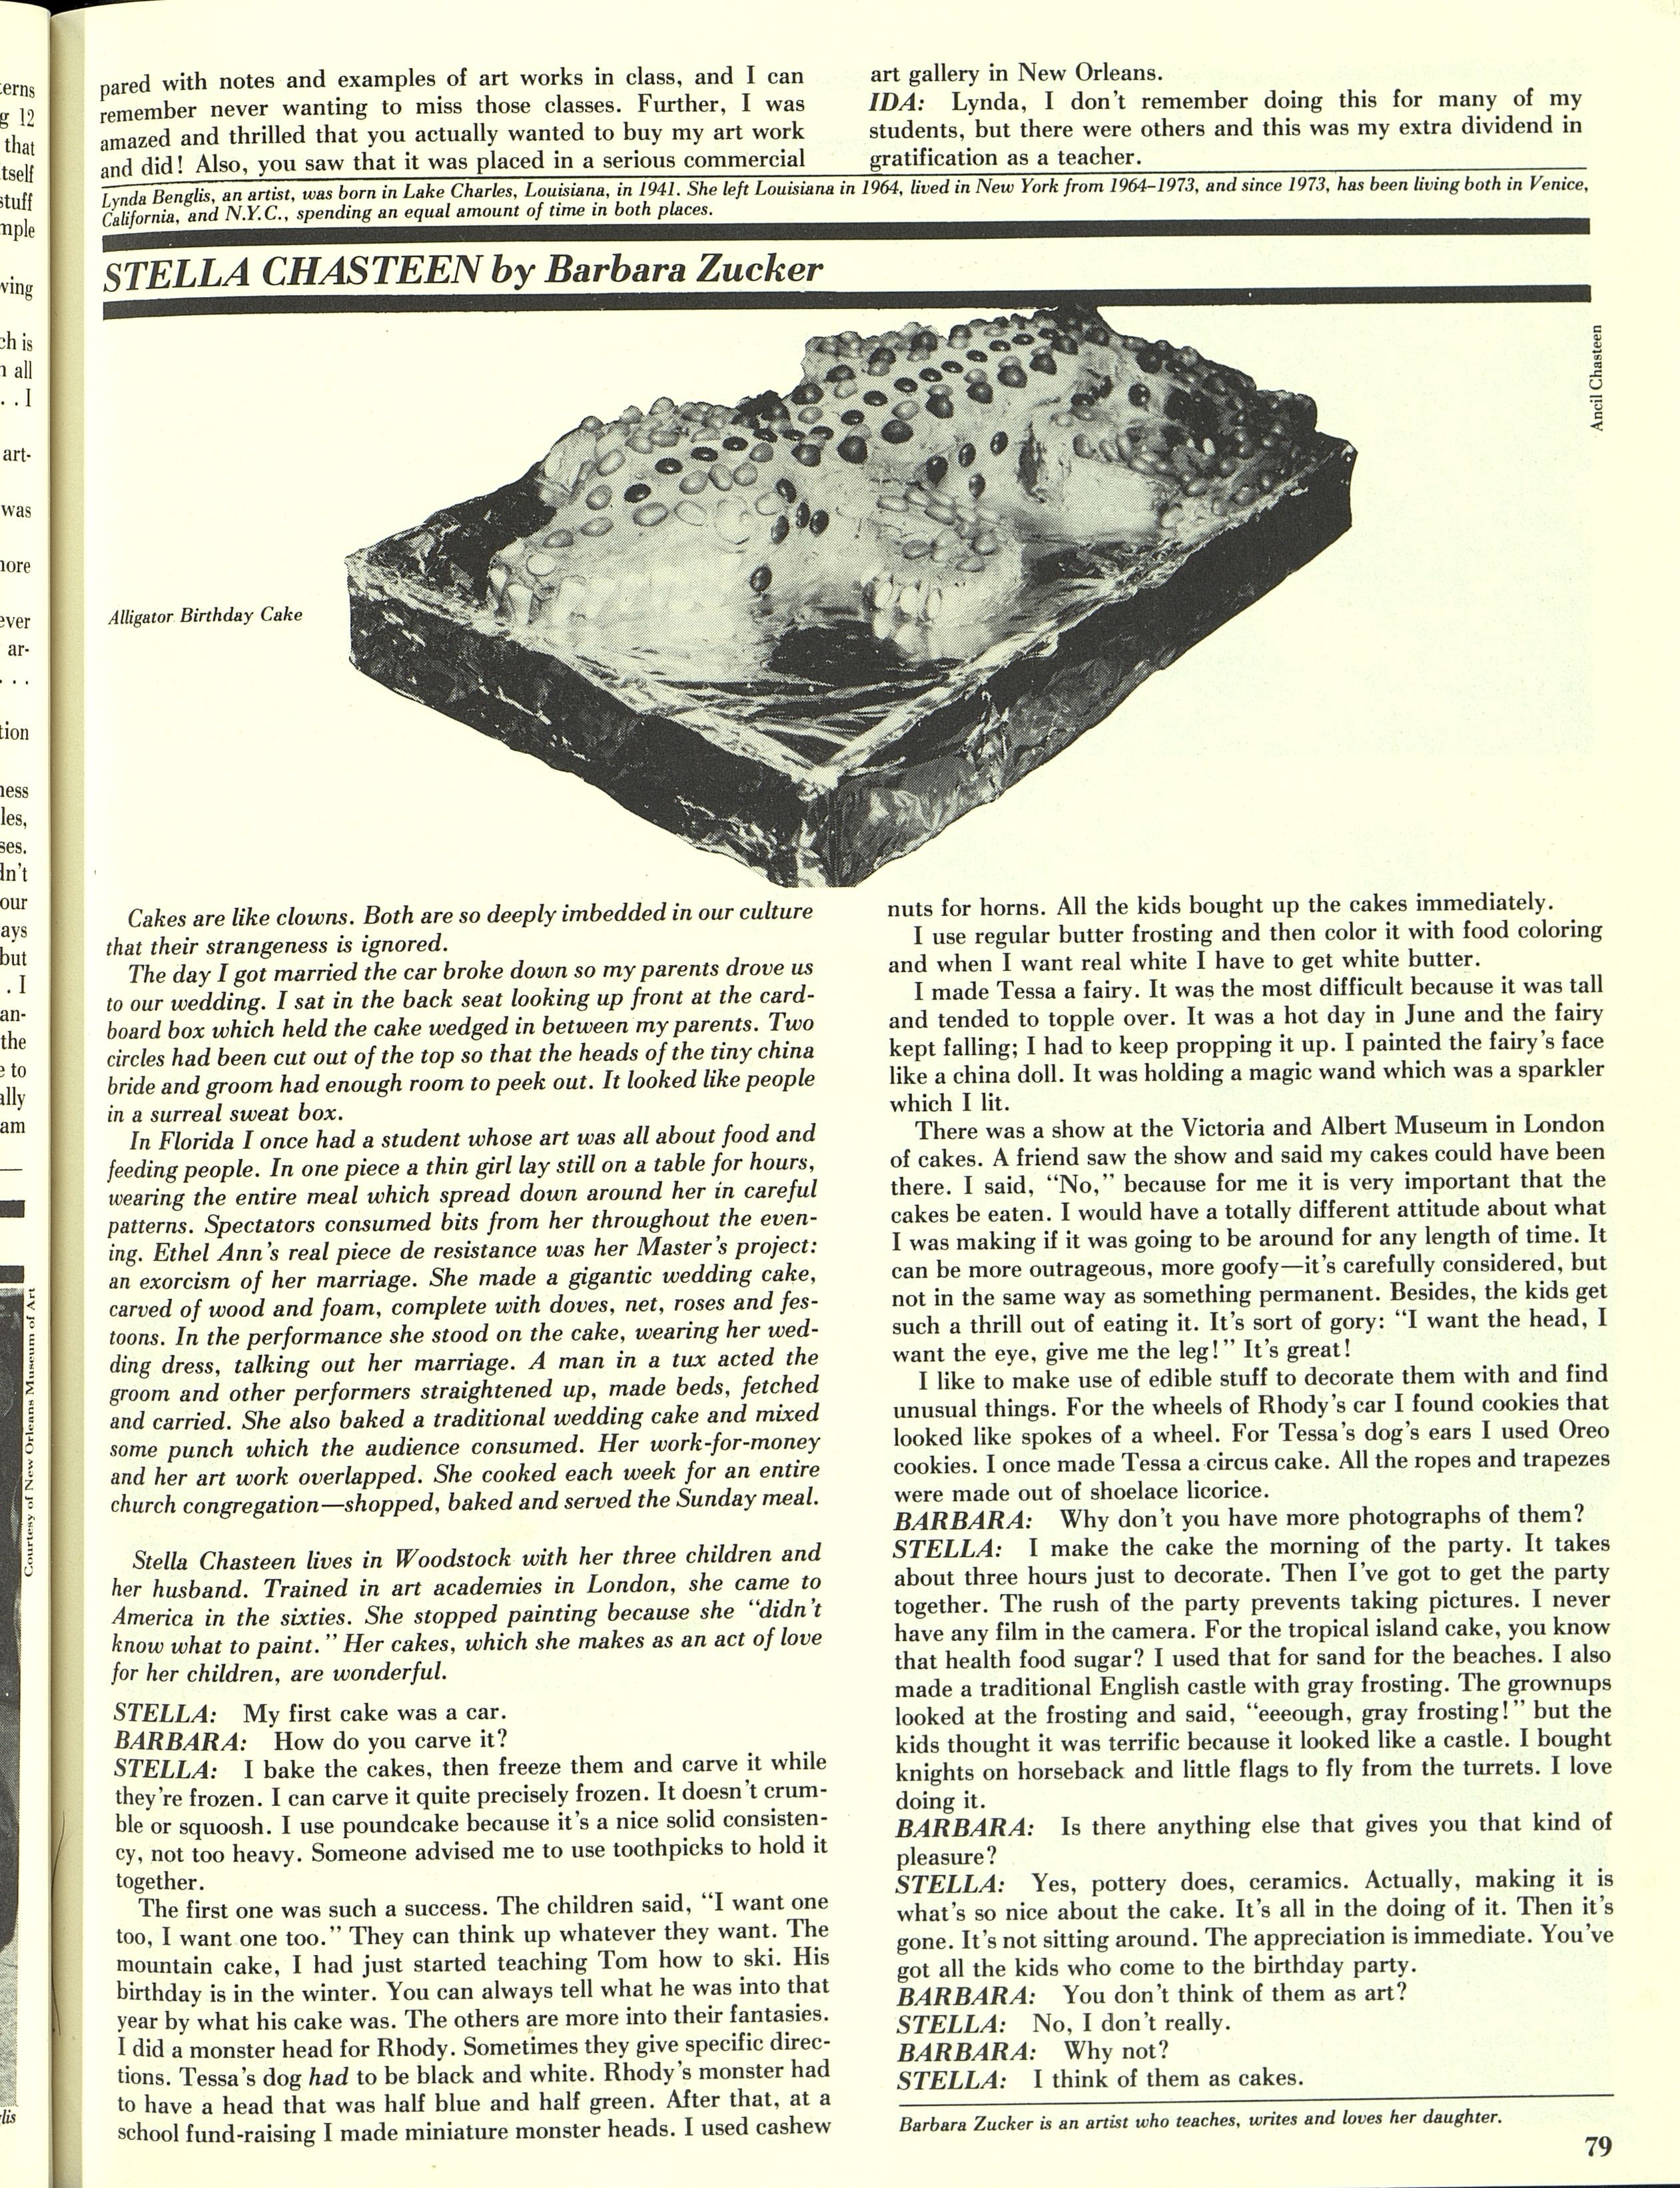 erns
g 12
that
tself
stuff
mple
wing
ch is
n all
. . I
art-
was
more
ever
ar-
. . .
tion
ness
les,
ses.
dn't
our
ays
but
. I
an-
the
e to
ally
am
Courtesy of New Orleans Museum of Art
lis
pared with notes and examples of art works in class, and I can
remember never wanting to miss those classes. Further, I was
amazed and thrilled that you actually wanted to buy my art work
and did! Also, you saw that it was placed in a serious commercial
art gallery in New Orleans.
IDA: Lynda, I don't remember doing this for many of my
students, but there were others and this was my extra dividend in
gratification as a teacher.
Lynda Benglis, an artist, was born in Lake Charles, Louisiana, in 1941. She left Louisiana in 1964, lived in New York from 1964–1973, and since 1973, has been living both in Venice,
California, and N.Y.C., spending an equal amount of time in both places.
STELLA CHASTEEN by Barbara Zucker
Ancil Chasteen
Alligator Birthday Cake
Cakes are like clowns. Both are so deeply imbedded in our culture
that their strangeness is ignored.
The day I got married the car broke down so my parents drove us
to our wedding. I sat in the back seat looking up front at the card-
board box which held the cake wedged in between my parents. Two
circles had been cut out of the top so that the heads of the tiny china
bride and groom had enough room to peek out. It looked like people
in a surreal sweat box.
In Florida I once had a student whose art was all about food and
feeding people. In one piece a thin girl lay still on a table for hours,
wearing the entire meal which spread down around her in careful
patterns. Spectators consumed bits from her throughout the even-
ing. Ethel Ann's real piece de resistance was her Master's project:
an exorcism of her marriage. She made a gigantic wedding cake,
carved of wood and foam, complete with doves, net, roses and fes-
toons. In the performance she stood on the cake, wearing her wed-
ding dress, talking out her marriage. A man in a tux acted the
groom and other performers straightened up, made beds, fetched
and carried. She also baked a traditional wedding cake and mixed
some punch which the audience consumed. Her work-for-money
and her art work overlapped. She cooked each week for an entire
church congregation—shopped, baked and served the Sunday meal.
Stella Chasteen lives in Woodstock with her three children and
her husband. Trained in art academies in London, she came to
America in the sixties. She stopped painting because she "didn't
know what to paint." Her cakes, which she makes as an act of love
for her children, are wonderful.
STELLA: My first cake was a car.
BARBARA: How do you carve it?
STELLA: I bake the cakes, then freeze them and carve it while
they're frozen. I can carve it quite precisely frozen. It doesn't crum-
ble or squoosh. I use poundcake because it's a nice solid consisten-
cy, not too heavy. Someone advised me to use toothpicks to hold it
together.
The first one was such a success. The children said, "I want one
too, I want one too." They can think up whatever they want. The
mountain cake, I had just started teaching Tom how to ski. His
birthday is in the winter. You can always tell what he was into that
year by what his cake was. The others are more into their fantasies.
I did a monster head for Rhody. Sometimes they give specific direc-
tions. Tessa's dog had to be black and white. Rhody's monster had
to have a head that was half blue and half green. After that, at a
school fund-raising I made miniature monster heads. I used cashew
nuts for horns. All the kids bought up the cakes immediately.
I use regular butter frosting and then color it with food coloring
and when I want real white I have to get white butter.
I made Tessa a fairy. It was the most difficult because it was tall
and tended to topple over. It was a hot day in June and the fairy
kept falling; I had to keep propping it up. I painted the fairy's face
like a china doll. It was holding a magic wand which was a sparkler
which I lit.
There was a show at the Victoria and Albert Museum in London
of cakes. A friend saw the show and said my cakes could have been
there. I said, "No," because for me it is very important that the
cakes be eaten. I would have a totally different attitude about what
I was making if it was going to be around for any length of time. It
can be more outrageous, more goofy—it's carefully considered, but
not in the same way as something permanent. Besides, the kids get
such a thrill out of eating it. It's sort of gory: "I want the head, I
want the eye, give me the leg!" It's great!
I like to make use of edible stuff to decorate them with and find
unusual things. For the wheels of Rhody's car I found cookies that
looked like spokes of a wheel. For Tessa's dog's ears I used Oreo
cookies. I once made Tessa a circus cake. All the ropes and trapezes
were made out of shoelace licorice.
BARBARA: Why don't you have more photographs of them?
STELLA: I make the cake the morning of the party. It takes
about three hours just to decorate. Then I've got to get the party
together. The rush of the party prevents taking pictures. I never
have any film in the camera. For the tropical island cake, you know
that health food sugar? I used that for sand for the beaches. I also
made a traditional English castle with gray frosting. The grownups
looked at the frosting and said, "eeeough, gray frosting!" but the
kids thought it was terrific because it looked like a castle. I bought
knights on horseback and little flags to fly from the turrets. I love
doing it.
BARBARA: Is there anything else that gives you that kind of
pleasure?
STELLA: Yes, pottery does, ceramics. Actually, making it is
what's so nice about the cake. It's all in the doing of it. Then it's
gone. It's not sitting around. The appreciation is immediate. You've
got all the kids who come to the birthday party.
BARBARA: You don't think of them as art?
STELLA: No, I don't really.
BARBARA: Why not?
STELLA: I think of them as cakes.
Barbara Zucker is an artist who teaches, writes and loves her daughter.
79